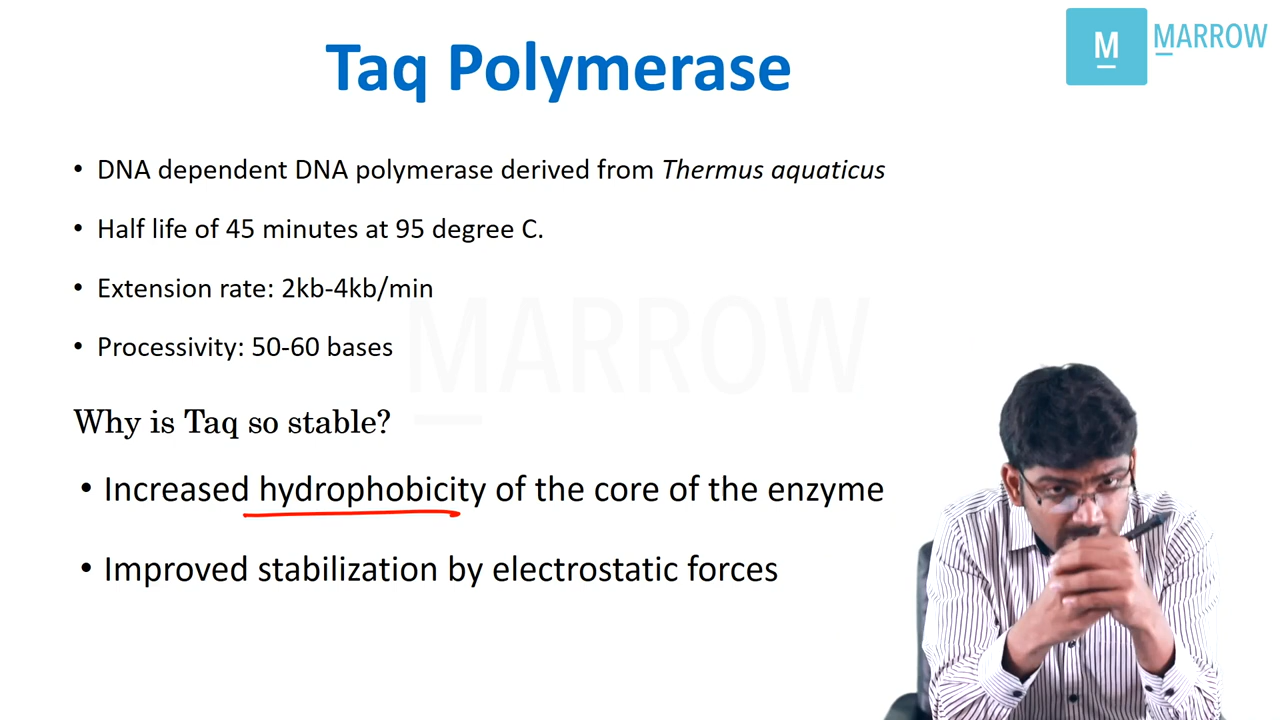 Taq Polymerase
M MARROW
• DNA dependent DNA polymerase derived from Thermus aquaticus
• Half life of 45 minutes at 95 degree C.
• Extension rate: 2kb-4kb/min
• Processivity: 50-60 bases
MARROW
Why is Taq so stable?
• Increased hydrophobicity of the core of the enzyme
• Improved stabilization by electrostatic forces